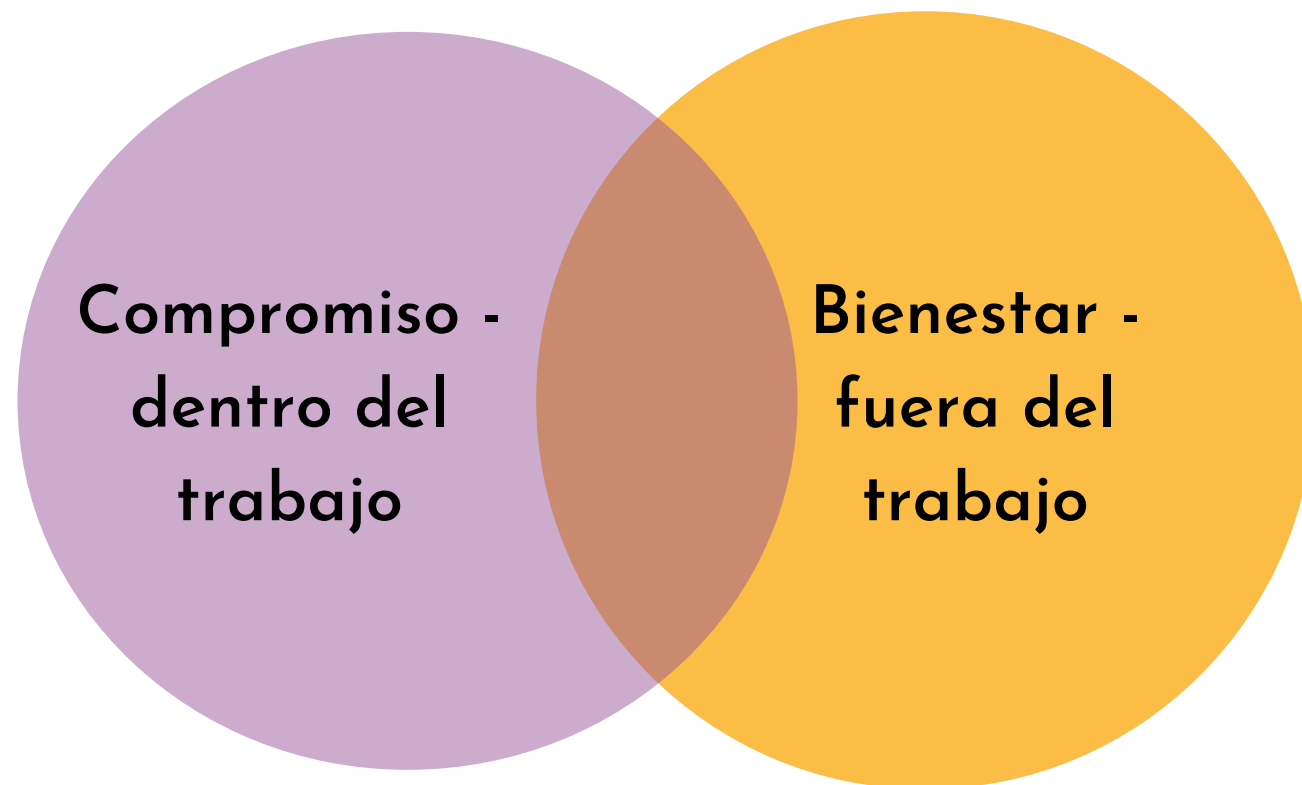 Compromiso -
dentro del
trabajo
Bienestar -
fuera del
trabajo